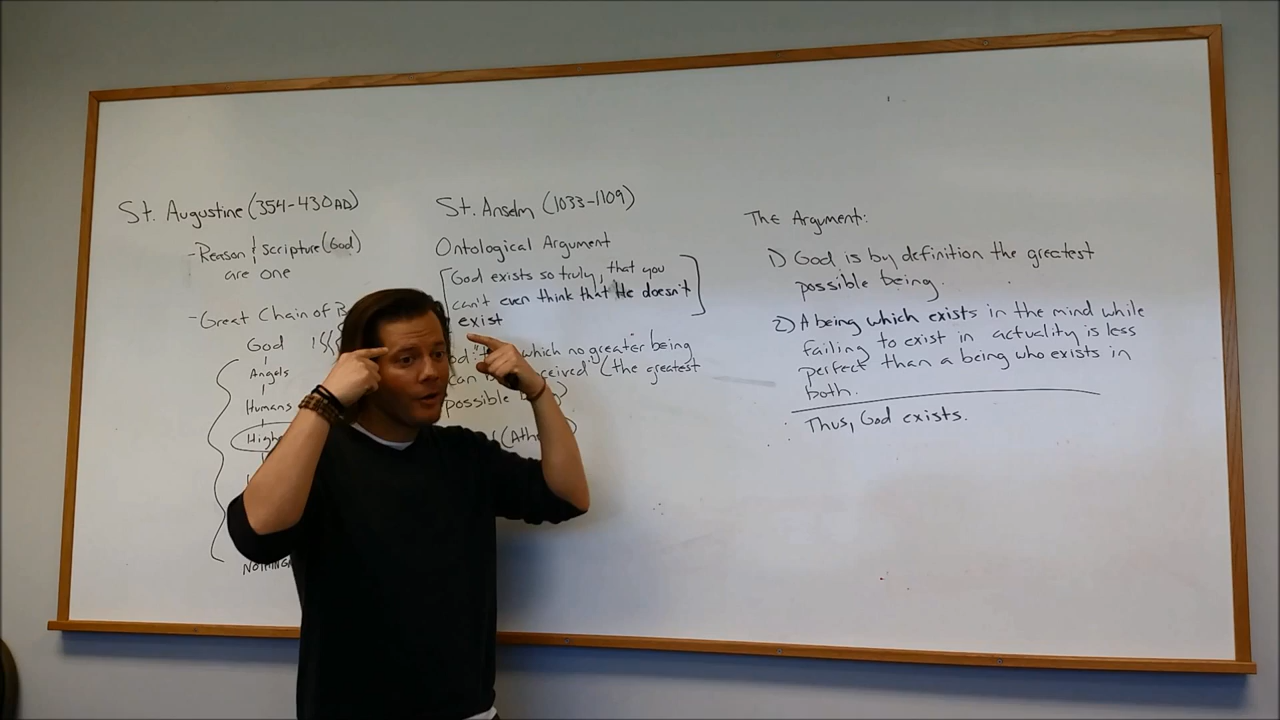 St. Augustine (354-430AD)
-Reason & Scripture (God)
are one
-Great Chain of
God
Angels
Humans
NOTHING
St. Anselm (1033-1109)
Ontological Argument
[God exists so truly, that you
can't even think that He doesn't
exist]
which no greater being
(the greatest
possible
The Argument:
1) God is by definition the greatest
possible being.
2) A being which exists in the mind while
failing to exist in actuality is less
perfect than a being who exists in
both.
Thus, God exists.